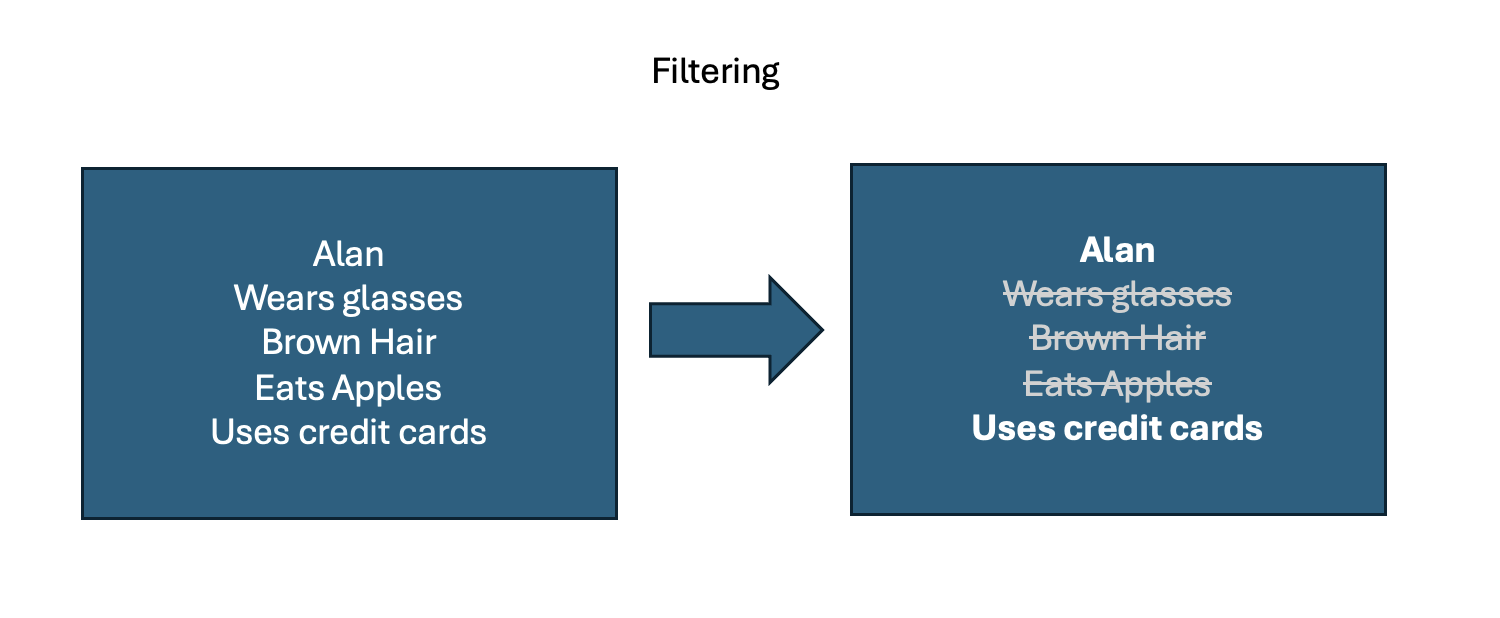 Filtering
Alan
Wears glasses
Brown Hair
Eats Apples
Uses credit cards
Alan
Wears glasses
Brown Hair
Eats Apples
Uses credit cards